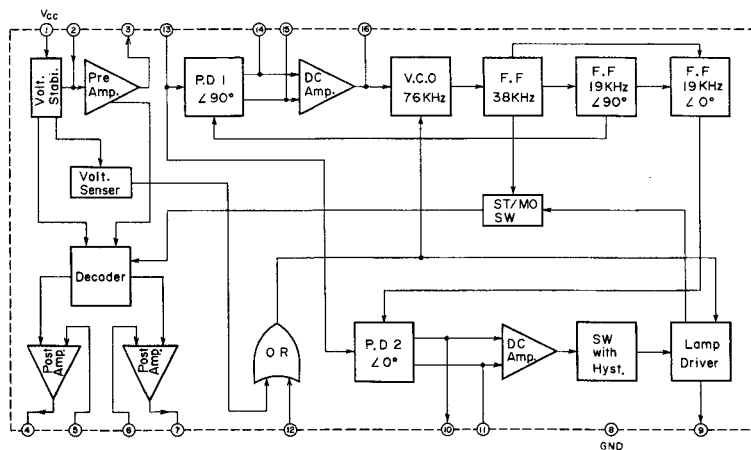 Vcc
1 2 3 13 14 15 16
Volt. Stabi.
Pre Amp.
P.D 1
∠90°
DC Amp.
V.C.O
76KHz
F.F
38KHz
F.F
19KHz
∠90°
F.F
19KHz
∠0°
Volt.
Senser
ST/MO
SW
Decoder
Post Amp
Post Amp
OR
P.D 2
∠0°
DC Amp.
SW
with
Hyst.
Lamp
Driver
4 5 6 7 12 10 11 8 9
GND